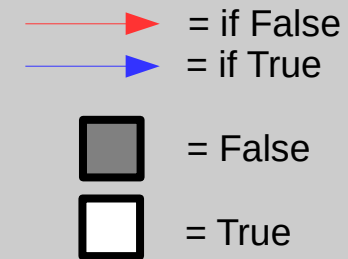 = if False
= if True
= False
= True